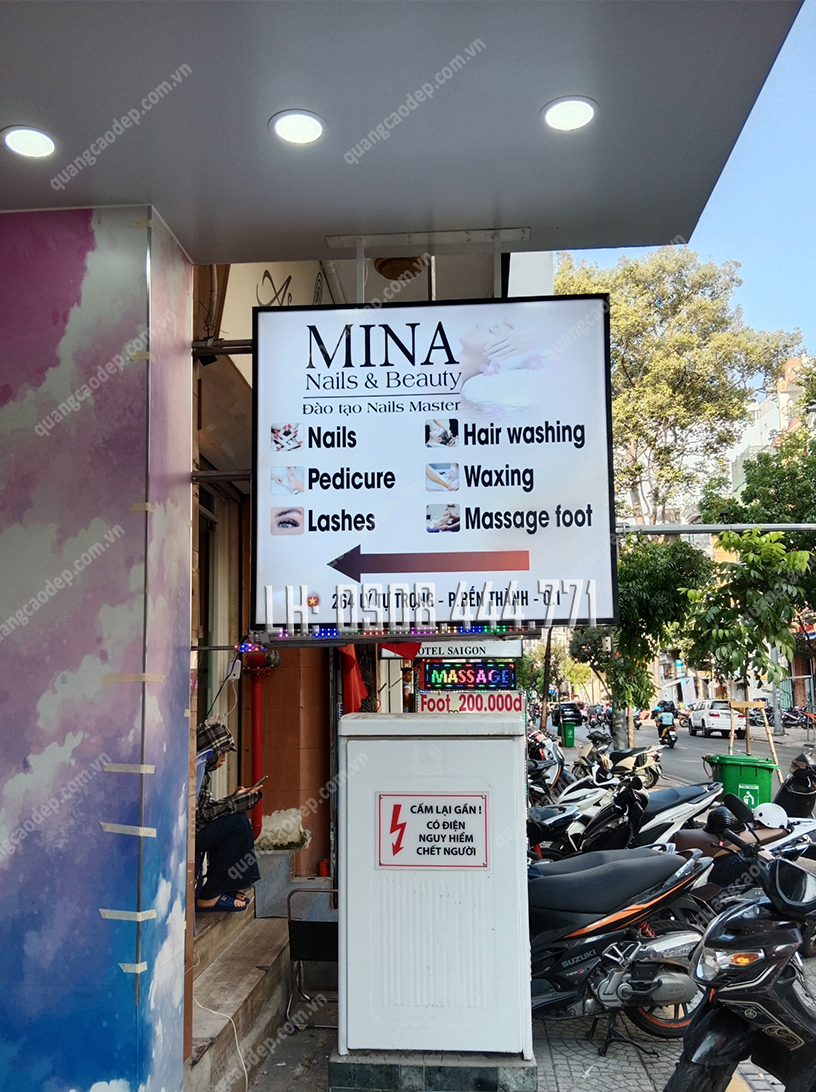 quangcaodep.com.vn
MINA
Nails & Beauty
Đào tạo Nails Master
Nails
Hair washing
Pedicure
Waxing
Lashes
Massage foot
264 LÝ TỰ TRỌNG - P.BẾN THÀNH - Q.1
LH: 0908.444.771
HOTEL SAIGON
MASSAGE
Foot 200.000đ
CẤM LẠI GẦN !
CÓ ĐIỆN
NGUY HIỂM
CHẾT NGƯỜI
SUZUKI